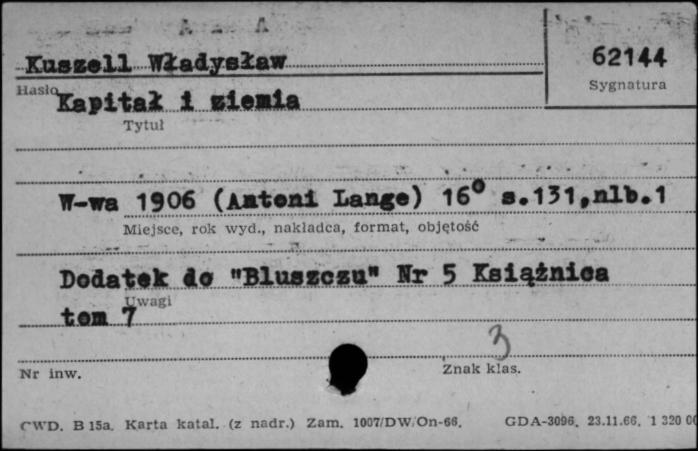 Kuszell Władysław
62144
Hasło
Sygnatura
Kapitał i ziemia
Tytuł
W-wa 1906 (Antoni Lange) 16° s.131,nlb.1
Miejsce, rok wyd., nakładca, format, objętość
Dodatek do "Bluszczu" Nr 5 Książnica
Uwagi
tom 7
3
Nr inw.
Znak klas.
CWD. B 15a. Karta katal. (z nadr.) Zam. 1007/DW/On-66. GDA-3096. 23.11.66. 1 320